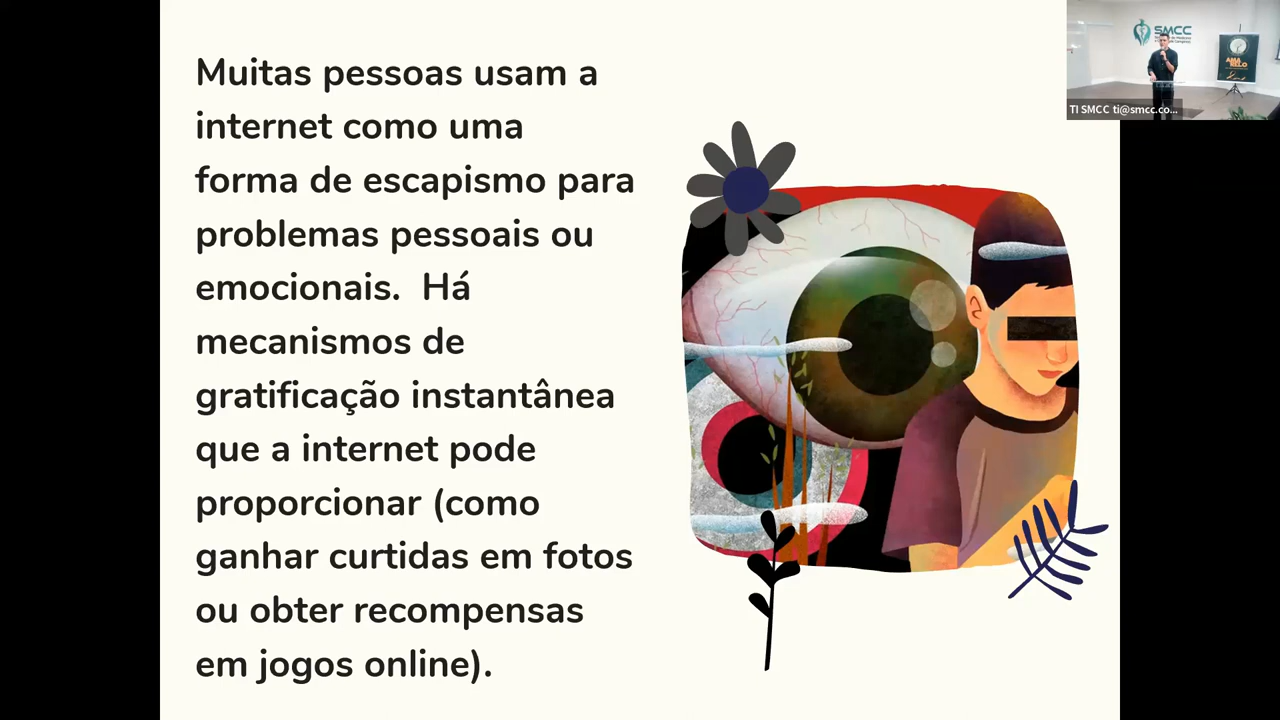 Muitas pessoas usam a
internet como uma
forma de escapismo para
problemas pessoais ou
emocionais.  Há
mecanismos de
gratificação instantânea
que a internet pode
proporcionar (como
ganhar curtidas em fotos
ou obter recompensas
em jogos online).
SMCC
TI SMCC ti@smcc.co...